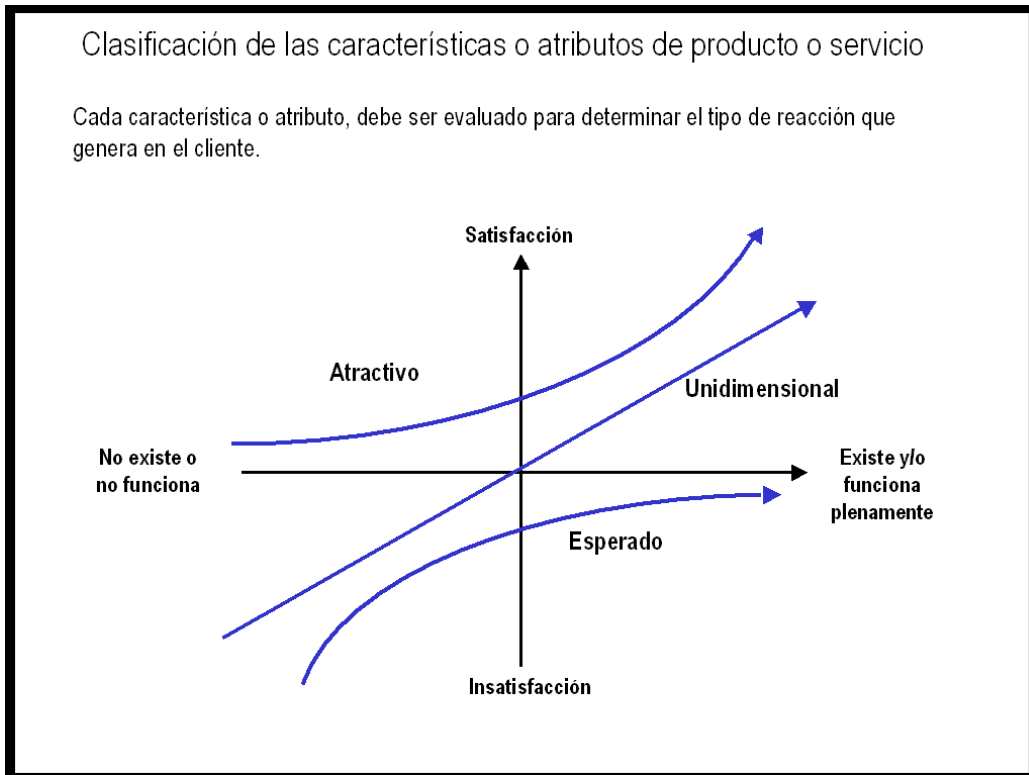 Clasificación de las características o atributos de producto o servicio
Cada característica o atributo, debe ser evaluado para determinar el tipo de reacción que
genera en el cliente.
Satisfacción
Atractivo
Unidimensional
No existe o
no funciona
Existe y/o
funciona
plenamente
Esperado
Insatisfacción